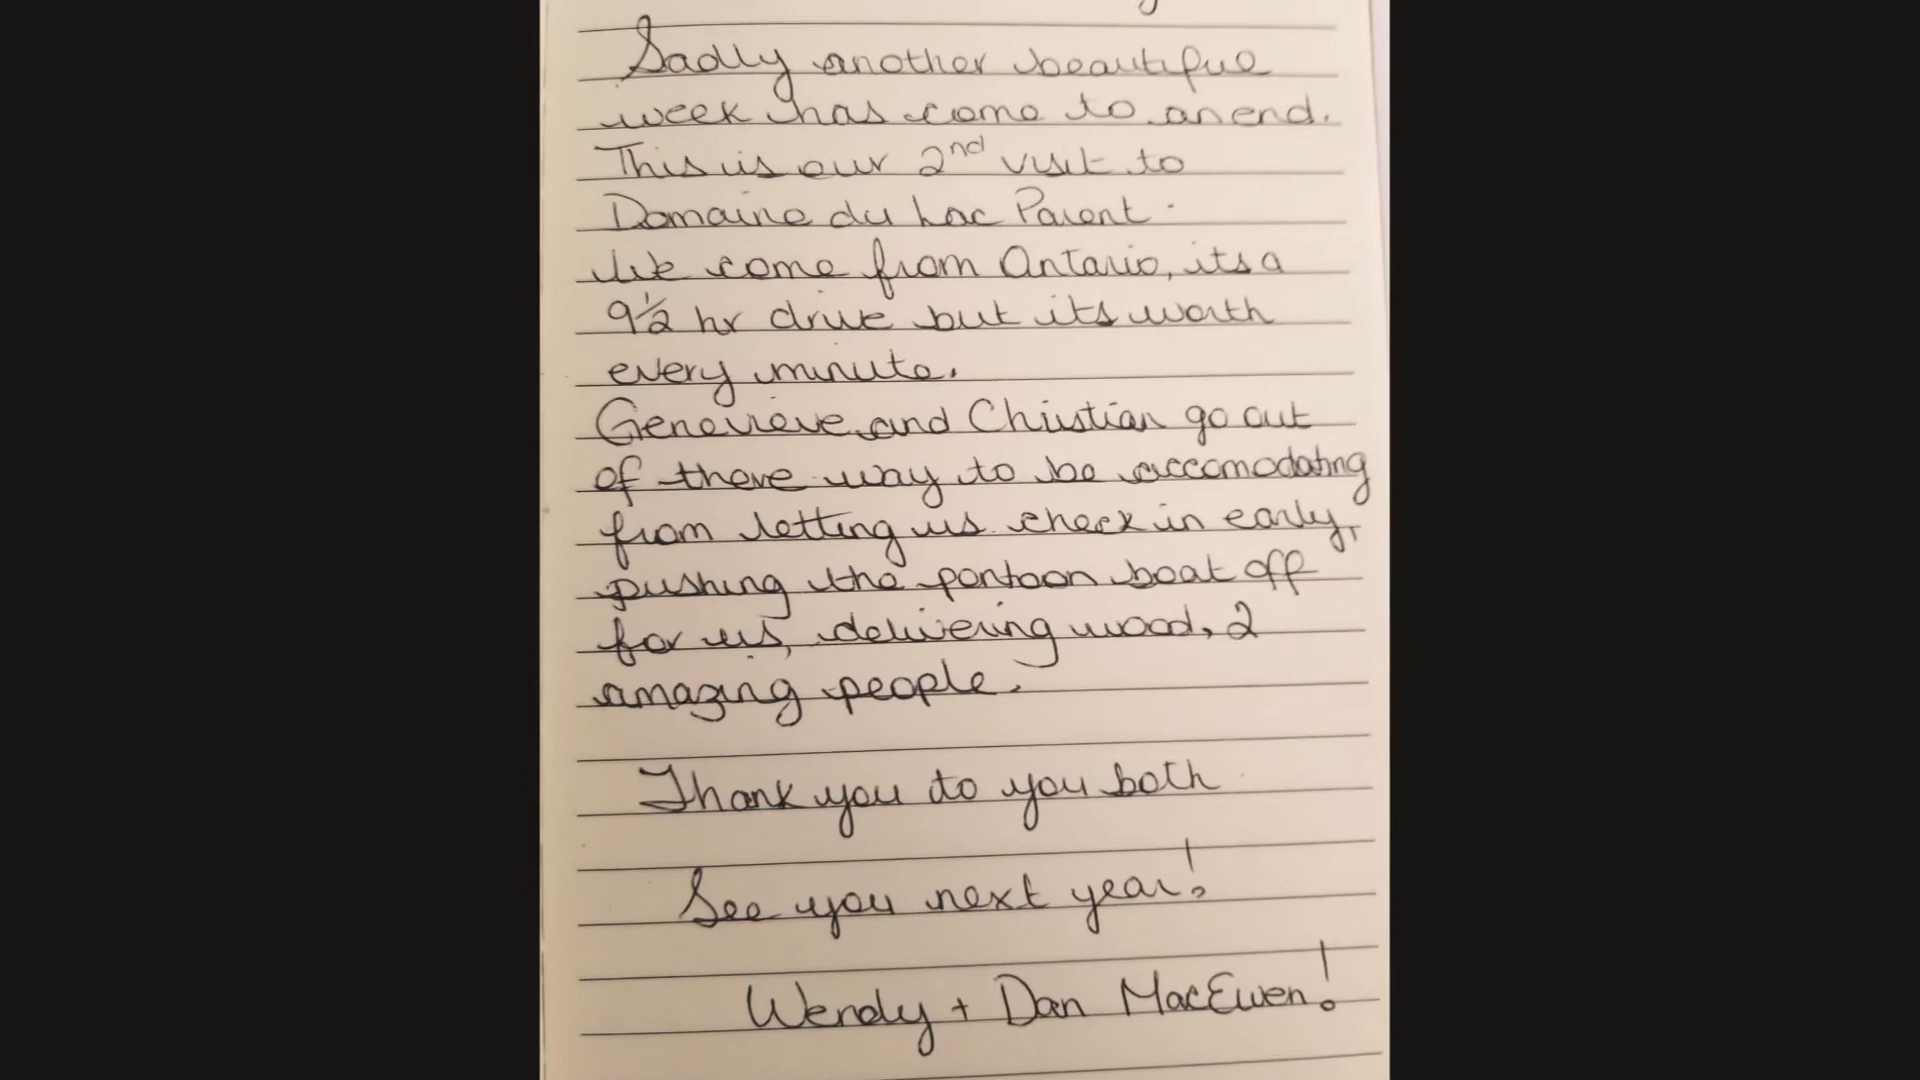 Sadly another beautiful
week has come to an end.
This is our 2nd visit to
Domaine du Lac Parent.
We come from Ontario, its a
9½ hr drive but its worth
every minute.
Genevieve and Christian go out
of there way to be accomodating
from letting us check in early,
pushing the pontoon boat off
for us, delivering wood, 2
amazing people.
Thank you to you both
See you next year!
Wendy + Dan MacEwen!